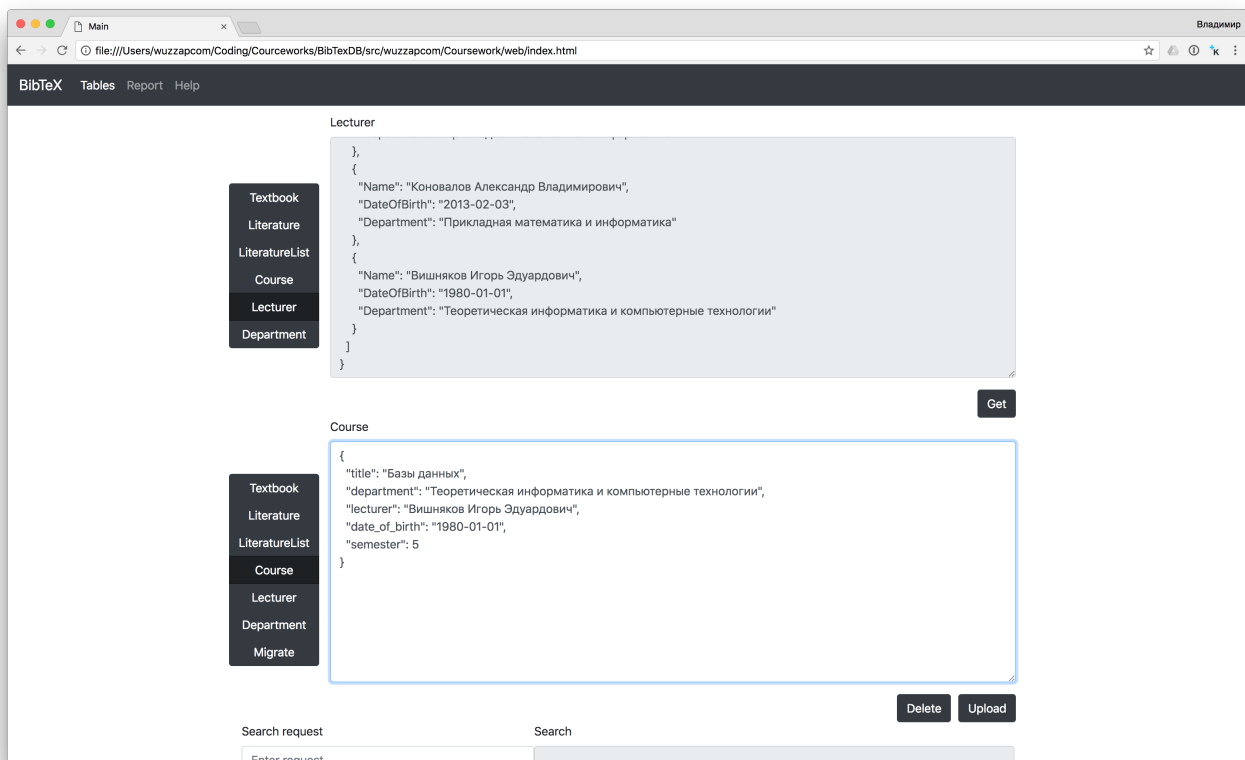 Main
Владимир
file:///Users/wuzzapcom/Coding/Courceworks/BibTexDB/src/wuzzapcom/Coursework/web/index.html
BibTeX Tables Report Help
Lecturer
},
{
"Name": "Коновалов Александр Владимирович",
"DateOfBirth": "2013-02-03",
"Department": "Прикладная математика и информатика"
},
{
"Name": "Вишняков Игорь Эдуардович",
"DateOfBirth": "1980-01-01",
"Department": "Теоретическая информатика и компьютерные технологии"
}
]
}
Textbook
Literature
LiteratureList
Course
Lecturer
Department
Get
Course
{
"title": "Базы данных",
"department": "Теоретическая информатика и компьютерные технологии",
"lecturer": "Вишняков Игорь Эдуардович",
"date_of_birth": "1980-01-01",
"semester": 5
}
Textbook
Literature
LiteratureList
Course
Lecturer
Department
Migrate
Delete Upload
Search request Search
Enter request